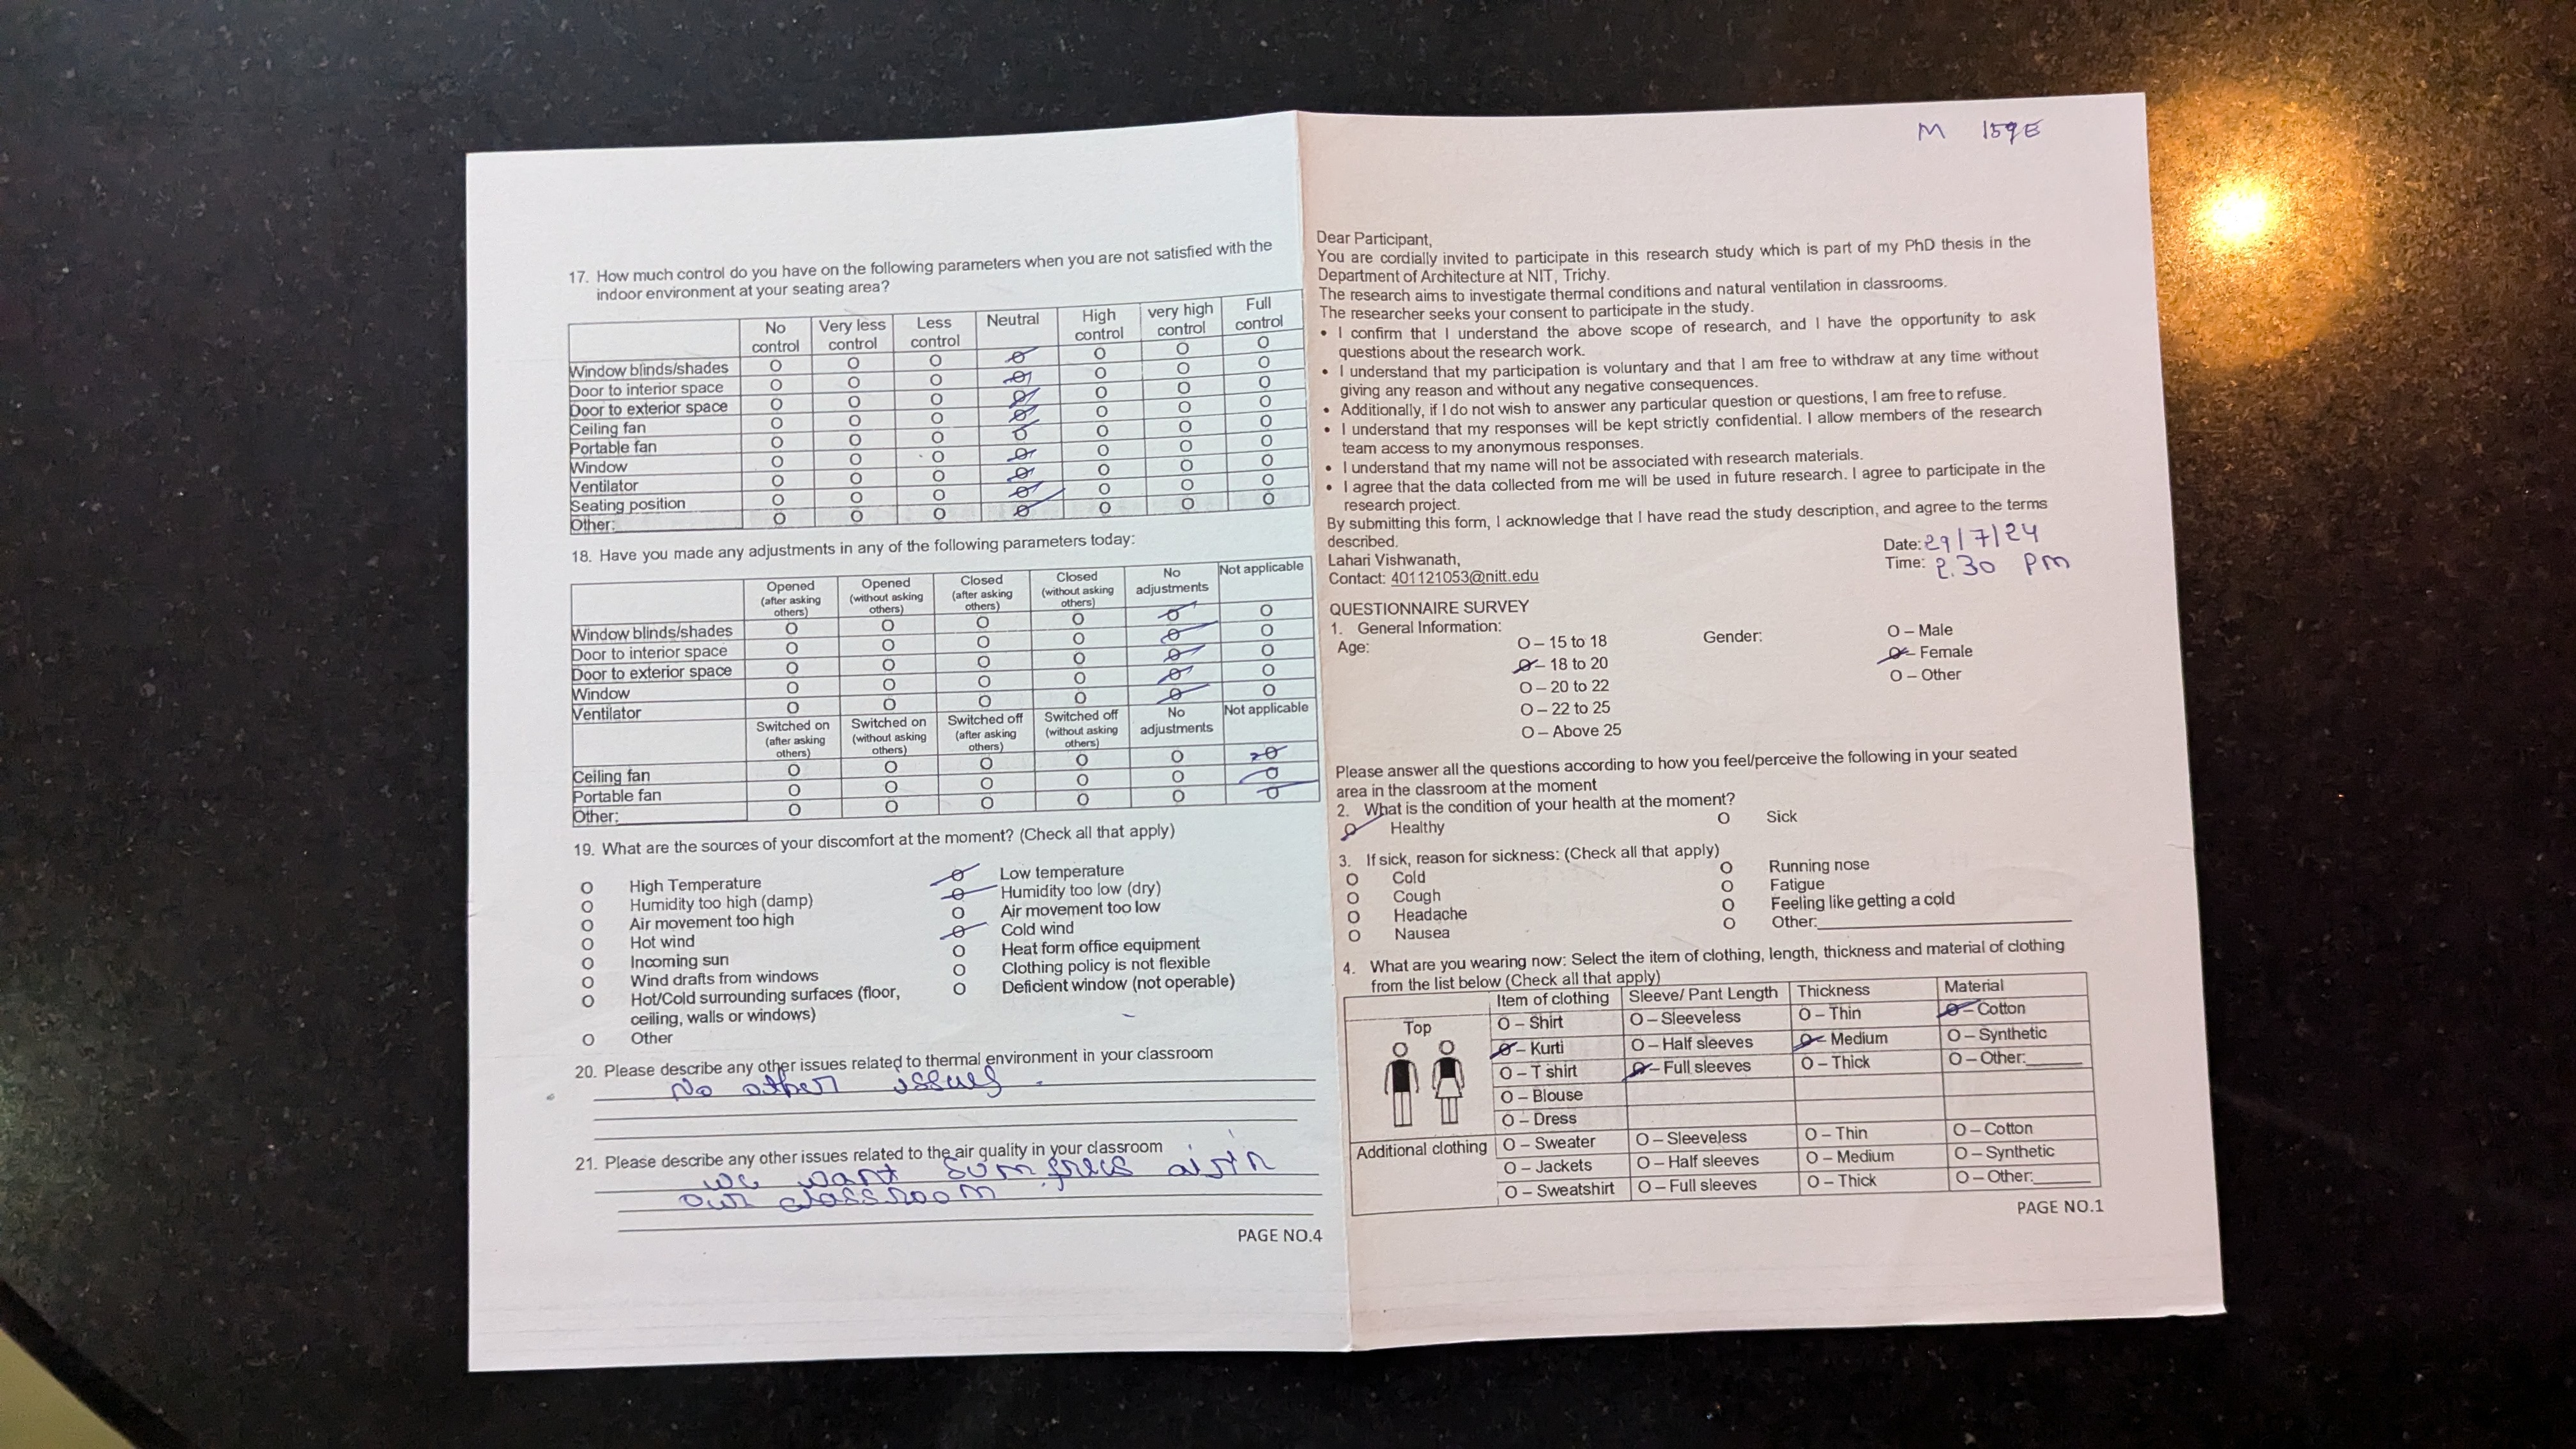 17. How much control do you have on the following parameters when you are not satisfied with the
indoor environment at your seating area?
No control Very less control Less control Neutral High control very high control Full control
Window blinds/shades O O O O O O O
Door to interior space O O O O O O O
Door to exterior space O O O O O O O
Ceiling fan O O O O O O O
Portable fan O O O O O O O
Window O O O O O O O
Ventilator O O O O O O O
Seating position O O O O O O O
Other: O O O O O O O
18. Have you made any adjustments in any of the following parameters today:
Opened (after asking others) Opened (without asking others) Closed (after asking others) Closed (without asking others) No adjustments Not applicable
Window blinds/shades O O O O O O
Door to interior space O O O O O O
Door to exterior space O O O O O O
Window O O O O O O
Ventilator O O O O O O
Switched on (after asking others) Switched on (without asking others) Switched off (after asking others) Switched off (without asking others) No adjustments Not applicable
Ceiling fan O O O O O O
Portable fan O O O O O O
Other: O O O O O O
19. What are the sources of your discomfort at the moment? (Check all that apply)
O High Temperature O Low temperature
O Humidity too high (damp) O Humidity too low (dry)
O Air movement too high O Air movement too low
O Hot wind O Cold wind
O Incoming sun O Heat form office equipment
O Wind drafts from windows O Clothing policy is not flexible
O Hot/Cold surrounding surfaces (floor, O Deficient window (not operable)
ceiling, walls or windows)
O Other
20. Please describe any other issues related to thermal environment in your classroom
No other issues.
21. Please describe any other issues related to the air quality in your classroom
we want som air
our classroom
PAGE NO.4
M 159E
Dear Participant,
You are cordially invited to participate in this research study which is part of my PhD thesis in the
Department of Architecture at NIT, Trichy.
The research aims to investigate thermal conditions and natural ventilation in classrooms.
The researcher seeks your consent to participate in the study.
• I confirm that I understand the above scope of research, and I have the opportunity to ask
questions about the research work.
• I understand that my participation is voluntary and that I am free to withdraw at any time without
giving any reason and without any negative consequences.
• Additionally, if I do not wish to answer any particular question or questions, I am free to refuse.
• I understand that my responses will be kept strictly confidential. I allow members of the research
team access to my anonymous responses.
• I understand that my name will not be associated with research materials.
• I agree that the data collected from me will be used in future research. I agree to participate in the
research project.
By submitting this form, I acknowledge that I have read the study description, and agree to the terms
described.
Lahari Vishwanath,
Contact: 401121053@nitt.edu
Date: 29/7/24
Time: 2.30 PM
QUESTIONNAIRE SURVEY
1. General Information:
Age: O – 15 to 18 Gender: O – Male
O – 18 to 20 O – Female
O – 20 to 22 O – Other
O – 22 to 25
O – Above 25
Please answer all the questions according to how you feel/perceive the following in your seated
area in the classroom at the moment
2. What is the condition of your health at the moment?
O Healthy O Sick
3. If sick, reason for sickness: (Check all that apply)
O Cold O Running nose
O Cough O Fatigue
O Headache O Feeling like getting a cold
O Nausea O Other:
4. What are you wearing now: Select the item of clothing, length, thickness and material of clothing
from the list below (Check all that apply)
Item of clothing Sleeve/ Pant Length Thickness Material
Top O – Shirt O – Sleeveless O – Thin O – Cotton
O – Kurti O – Half sleeves O – Medium O – Synthetic
O – T shirt O – Full sleeves O – Thick O – Other:
O – Blouse
O – Dress
Additional clothing O – Sweater O – Sleeveless O – Thin O – Cotton
O – Jackets O – Half sleeves O – Medium O – Synthetic
O – Sweatshirt O – Full sleeves O – Thick O – Other:
PAGE NO.1